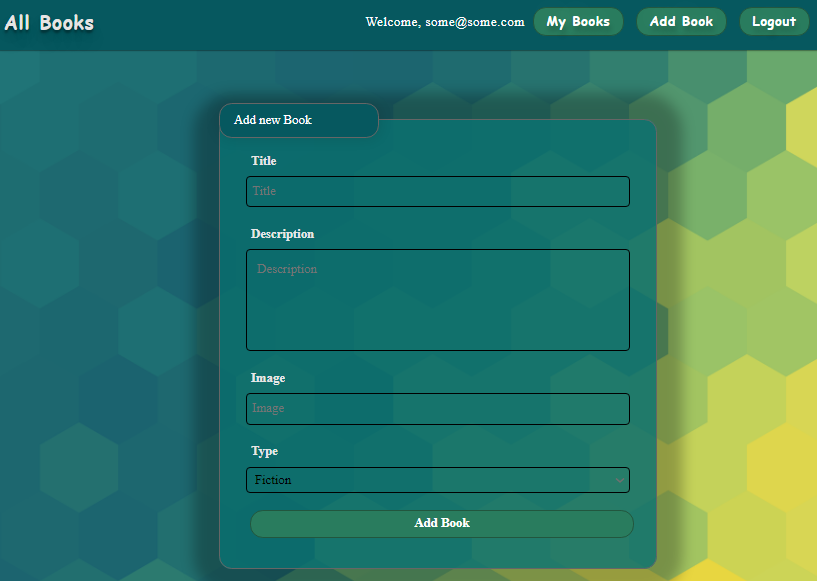 All Books
Welcome, some@some.com
My Books
Add Book
Logout
Add new Book
Title
Title
Description
Description
Image
Image
Type
Fiction
Add Book